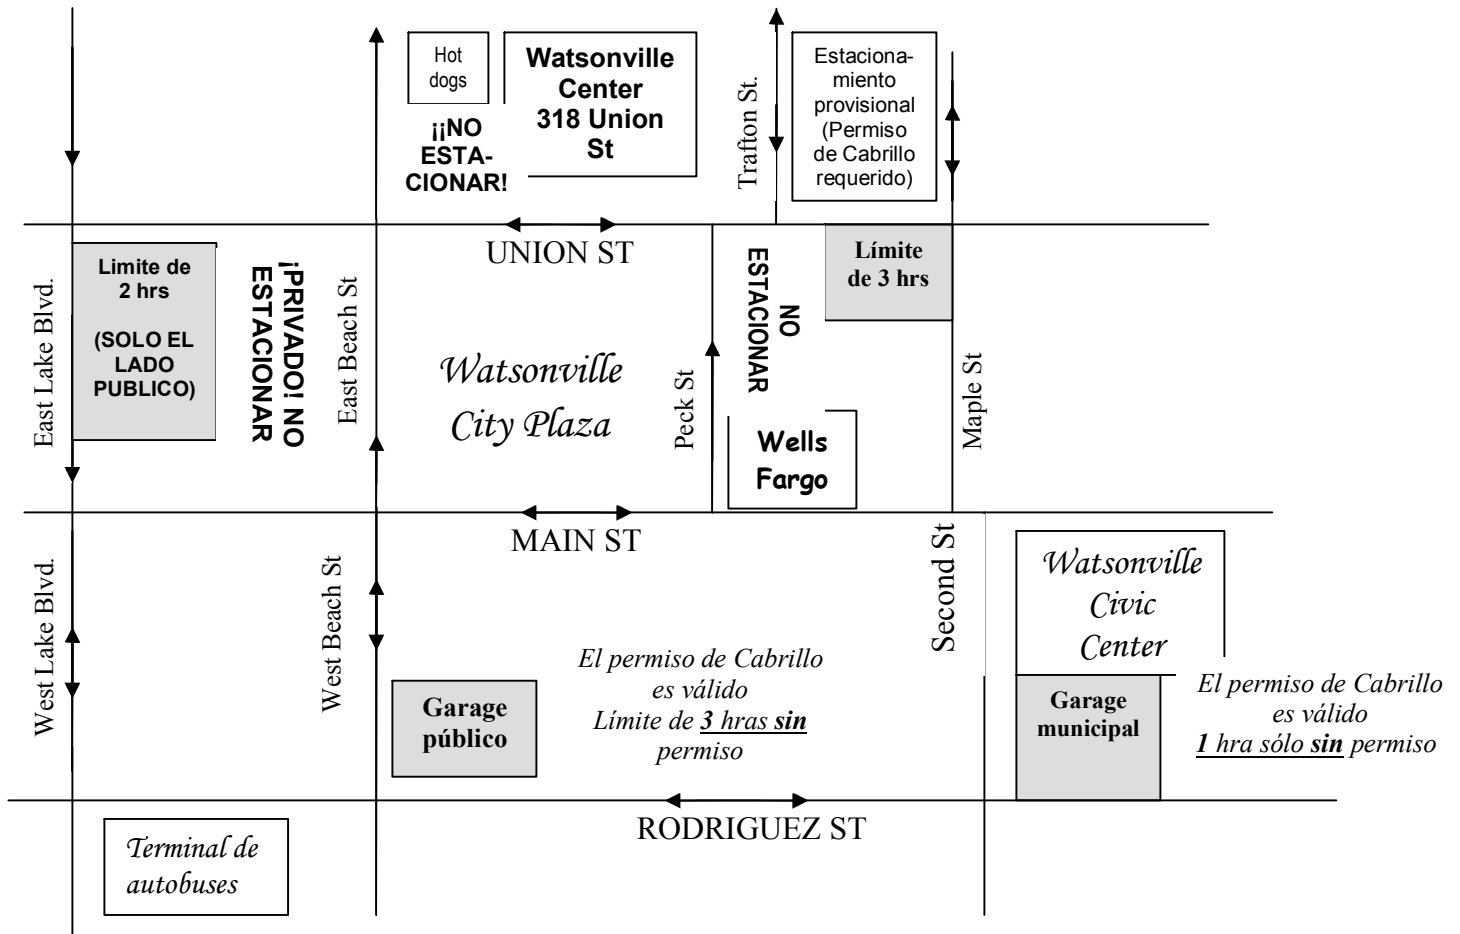 Hot
dogs
¡¡NO
ESTA-
CIONAR!
Watsonville
Center
318 Union
St
Trafton St.
Estaciona-
miento
provisional
(Permiso
de Cabrillo
requerido)
UNION ST
East Lake Blvd.
Limite de
2 hrs
(SOLO EL
LADO
PUBLICO)
¡PRIVADO! NO
ESTACIONAR
East Beach St
Watsonville
City Plaza
Peck St
NO
ESTACIONAR
Límite
de 3 hrs
Wells
Fargo
Maple St
MAIN ST
West Lake Blvd.
West Beach St
Garage
público
El permiso de Cabrillo
es válido
Límite de 3 hras sin
permiso
Second St
Watsonville
Civic
Center
Garage
municipal
El permiso de Cabrillo
es válido
1 hra sólo sin permiso
RODRIGUEZ ST
Terminal de
autobuses